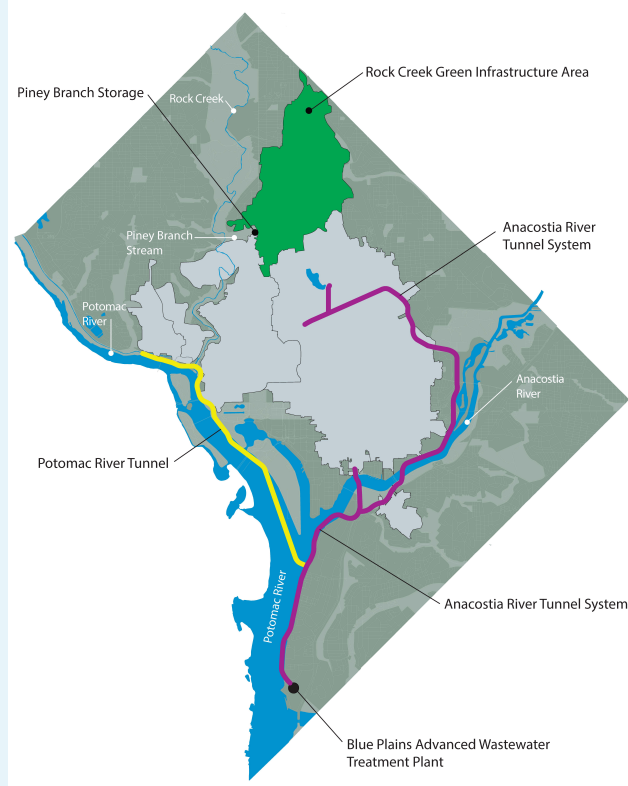 Rock Creek Green Infrastructure Area
Piney Branch Storage
Rock Creek
Anacostia River
Tunnel System
Piney Branch
Stream
Potomac
River
Anacostia
River
Potomac River Tunnel
Potomac River
Anacostia River Tunnel System
Blue Plains Advanced Wastewater
Treatment Plant